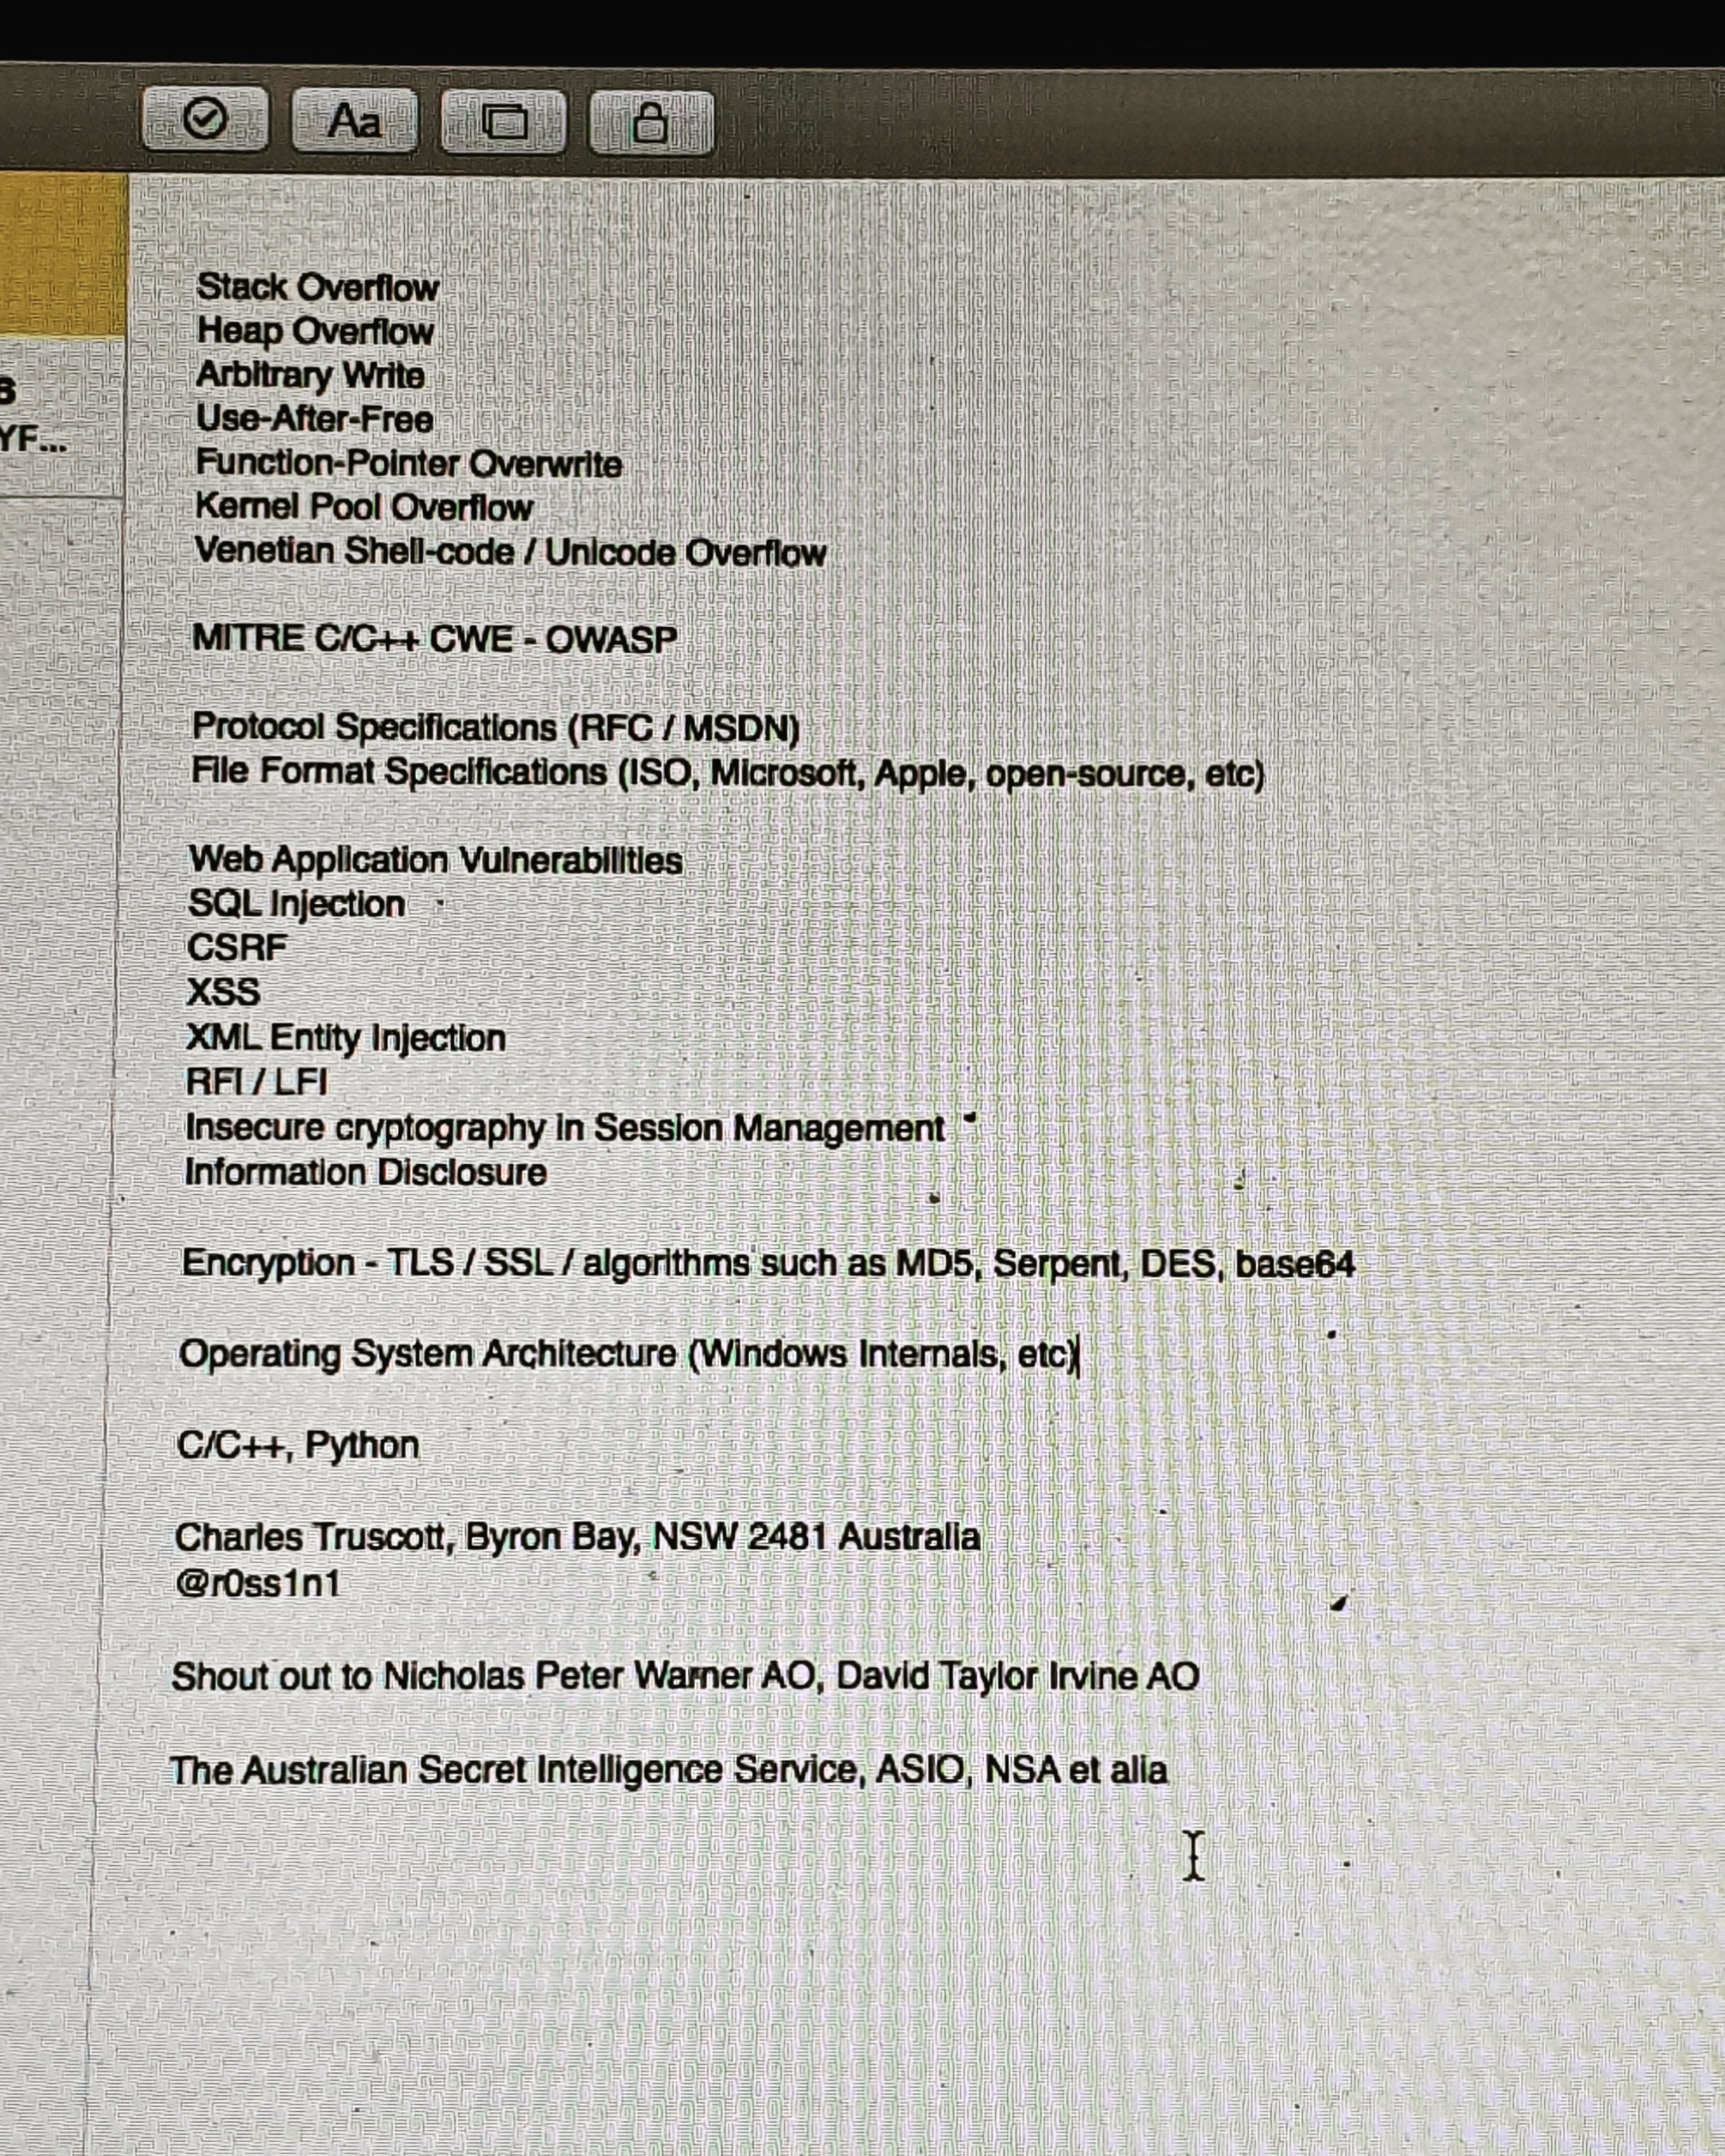 Aa
YF...
Stack Overflow
Heap Overflow
Arbitrary Write
Use-After-Free
Function-Pointer Overwrite
Kernel Pool Overflow
Venetian Shell-code / Unicode Overflow
MITRE C/C++ CWE - OWASP
Protocol Specifications (RFC / MSDN)
File Format Specifications (ISO, Microsoft, Apple, open-source, etc)
Web Application Vulnerabilities
SQL Injection
CSRF
XSS
XML Entity Injection
RFI / LFI
Insecure cryptography in Session Management
Information Disclosure
Encryption - TLS / SSL / algorithms such as MD5, Serpent, DES, base64
Operating System Architecture (Windows Internals, etc)
C/C++, Python
Charles Truscott, Byron Bay, NSW 2481 Australia
@r0ss1n1
Shout out to Nicholas Peter Warner AO, David Taylor Irvine AO
The Australian Secret Intelligence Service, ASIO, NSA et alia